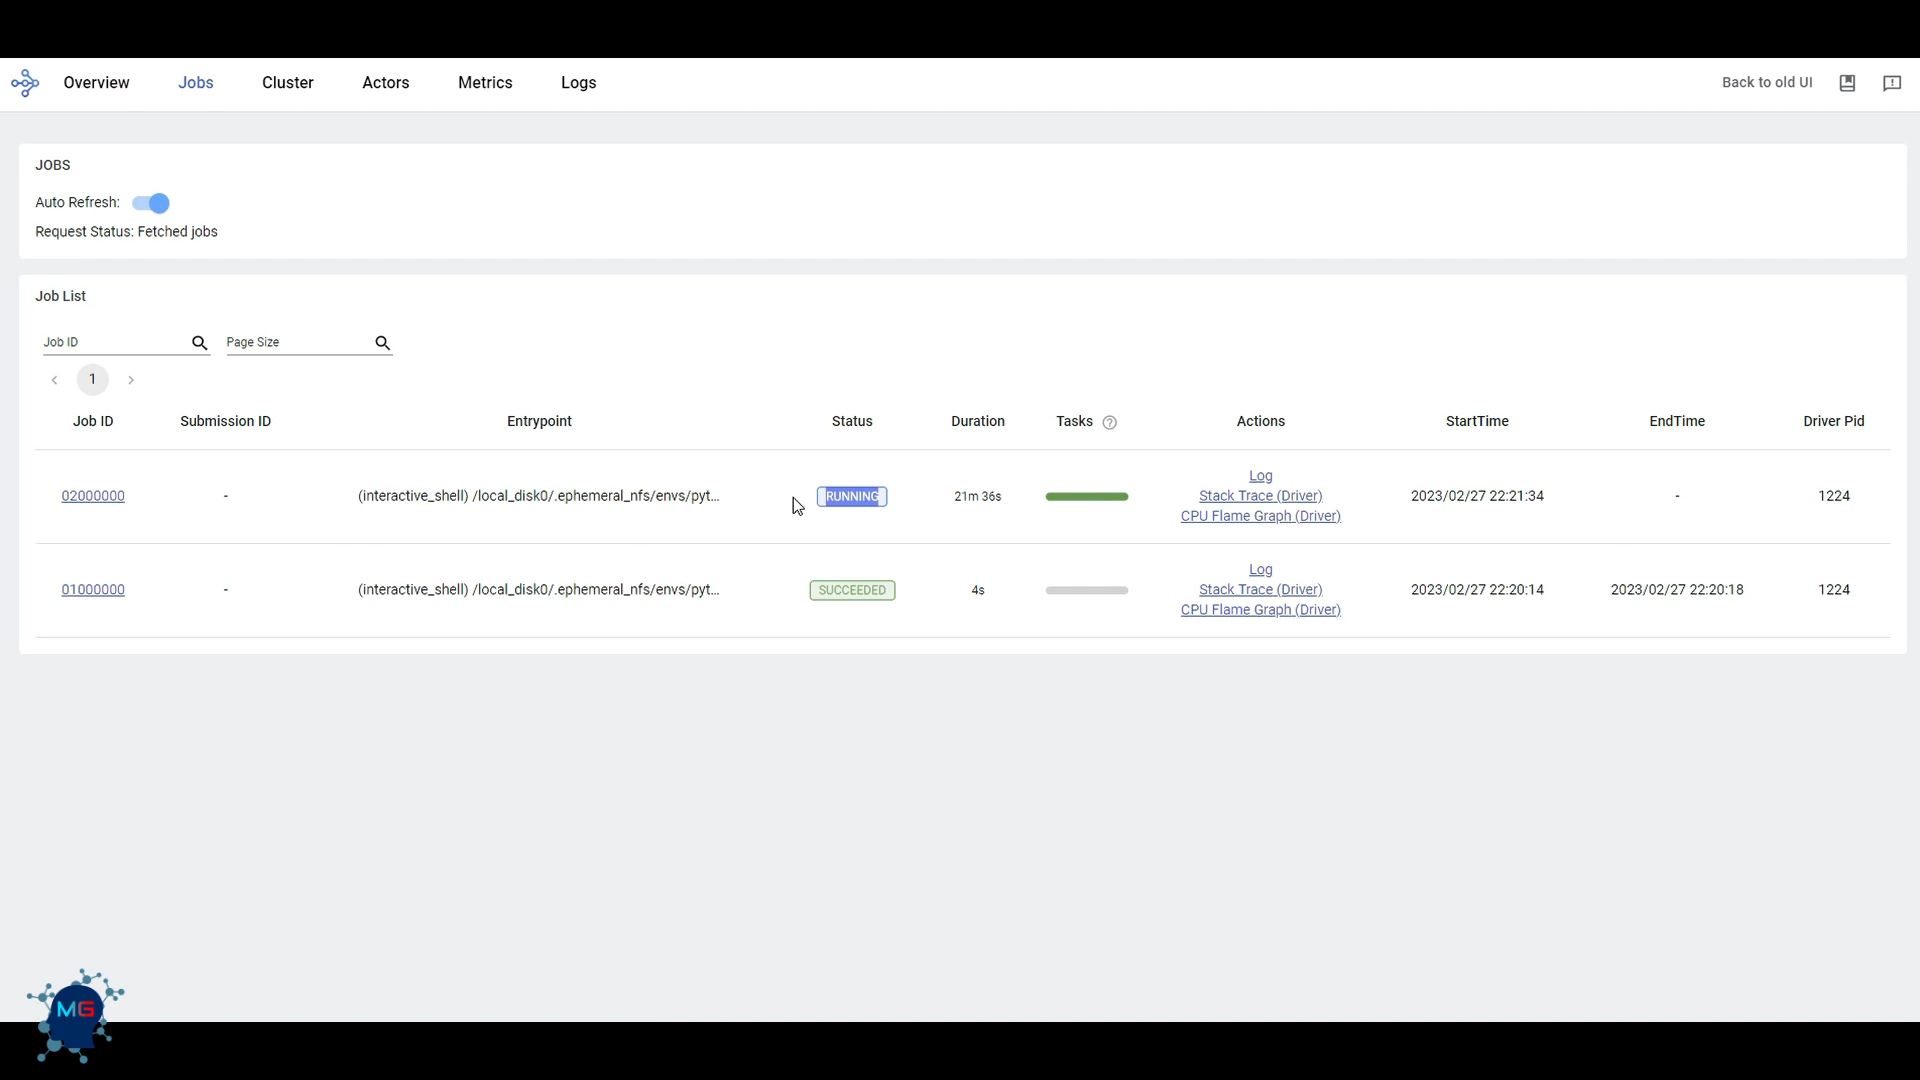 Overview Jobs Cluster Actors Metrics Logs Back to old UI
JOBS
Auto Refresh:
Request Status: Fetched jobs
Job List
Job ID Page Size
1
Job ID Submission ID Entrypoint Status Duration Tasks ? Actions StartTime EndTime Driver Pid
Log
02000000 - (interactive_shell) /local_disk0/.ephemeral_nfs/envs/pyt... RUNNING 21m 36s Stack Trace (Driver) 2023/02/27 22:21:34 - 1224
CPU Flame Graph (Driver)
Log
01000000 - (interactive_shell) /local_disk0/.ephemeral_nfs/envs/pyt... SUCCEEDED 4s Stack Trace (Driver) 2023/02/27 22:20:14 2023/02/27 22:20:18 1224
CPU Flame Graph (Driver)
MG